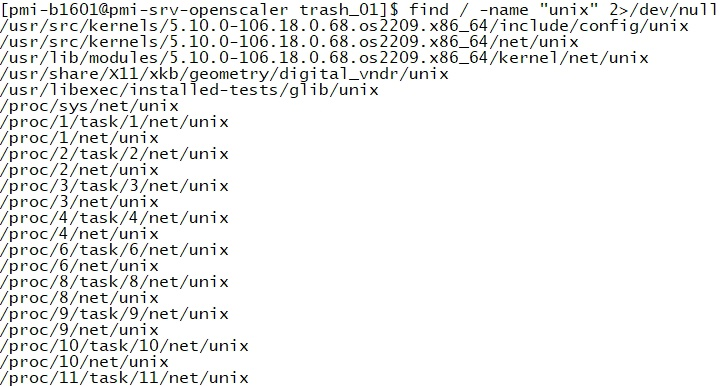 [pmi-b1601@pmi-srv-openscaler trash_01]$ find / -name "unix" 2>/dev/null
/usr/src/kernels/5.10.0-106.18.0.68.os2209.x86_64/include/config/unix
/usr/src/kernels/5.10.0-106.18.0.68.os2209.x86_64/net/unix
/usr/lib/modules/5.10.0-106.18.0.68.os2209.x86_64/kernel/net/unix
/usr/share/X11/xkb/geometry/digital_vndr/unix
/usr/libexec/installed-tests/glib/unix
/proc/sys/net/unix
/proc/1/task/1/net/unix
/proc/1/net/unix
/proc/2/task/2/net/unix
/proc/2/net/unix
/proc/3/task/3/net/unix
/proc/3/net/unix
/proc/4/task/4/net/unix
/proc/4/net/unix
/proc/6/task/6/net/unix
/proc/6/net/unix
/proc/8/task/8/net/unix
/proc/8/net/unix
/proc/9/task/9/net/unix
/proc/9/net/unix
/proc/10/task/10/net/unix
/proc/10/net/unix
/proc/11/task/11/net/unix